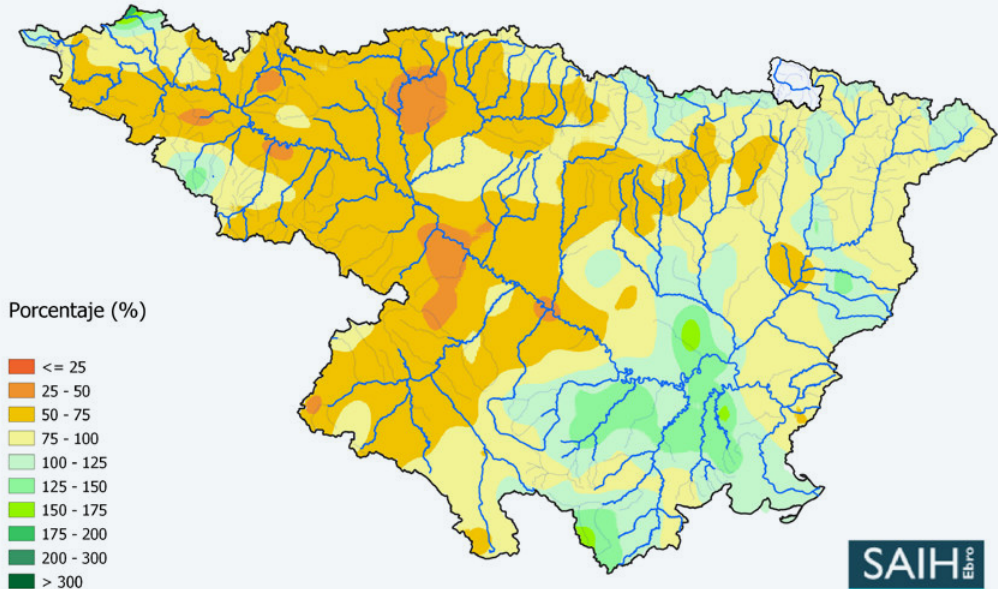 Porcentaje (%)
<= 25
25 - 50
50 - 75
75 - 100
100 - 125
125 - 150
150 - 175
175 - 200
200 - 300
> 300
SAIH Ebro